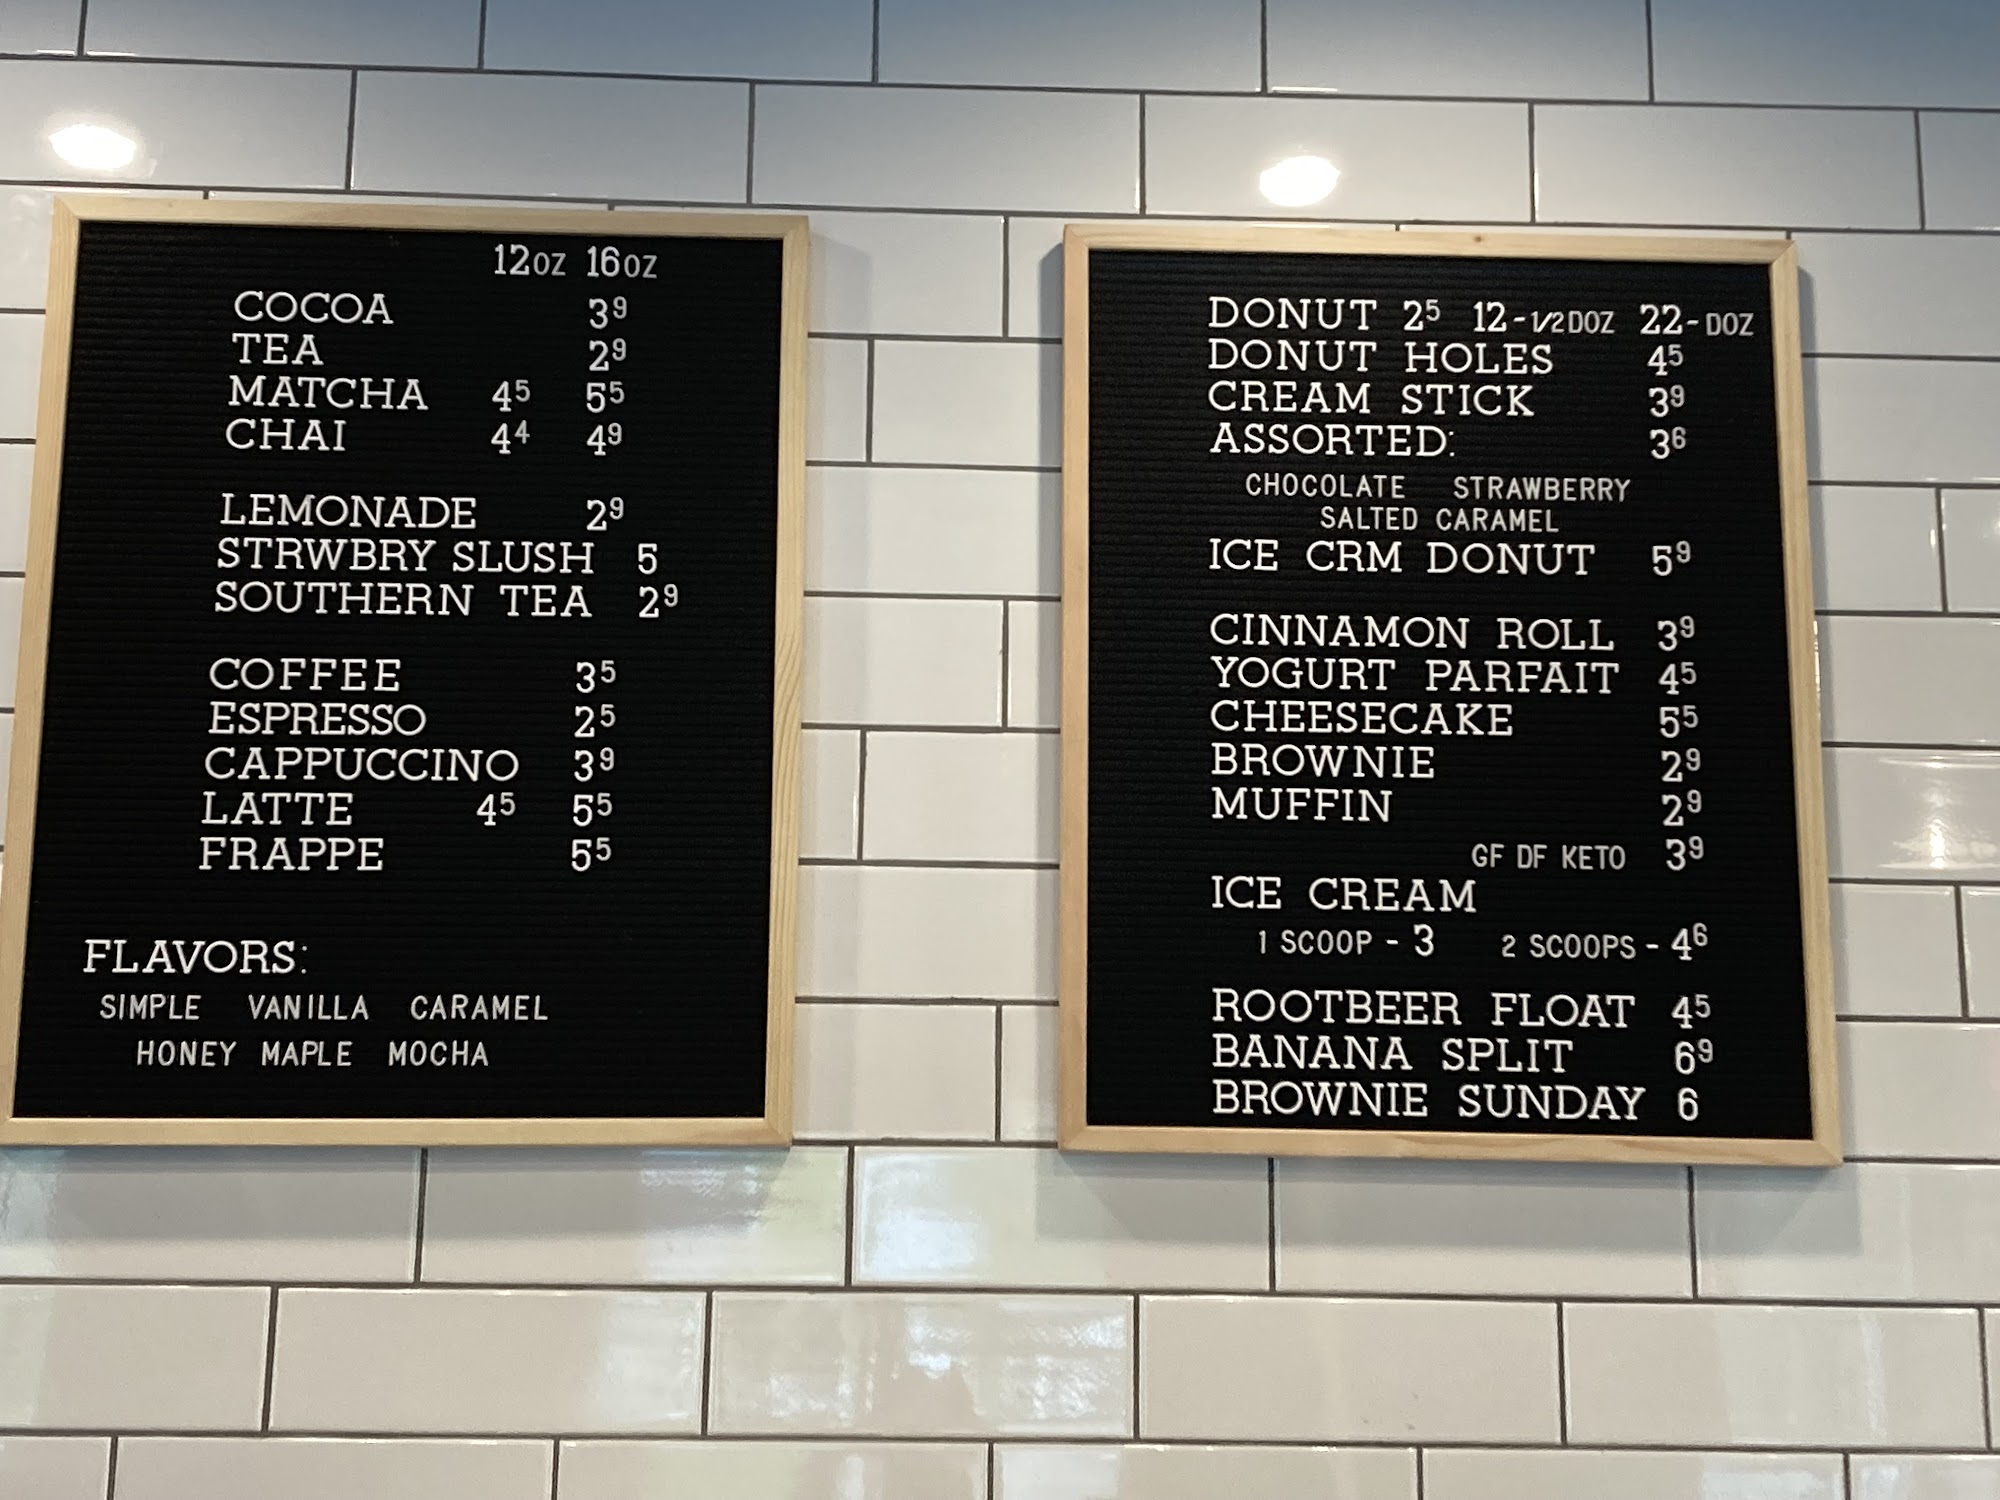 12OZ 16OZ
COCOA 3⁹
TEA 2⁹
MATCHA 4⁵ 5⁵
CHAI 4⁴ 4⁹
LEMONADE 2⁹
STRWBRY SLUSH 5
SOUTHERN TEA 2⁹
COFFEE 3⁵
ESPRESSO 2⁵
CAPPUCCINO 3⁹
LATTE 4⁵ 5⁵
FRAPPE 5⁵
FLAVORS:
SIMPLE VANILLA CARAMEL
HONEY MAPLE MOCHA
DONUT 2⁵ 12-1/2DOZ 22-DOZ
DONUT HOLES 4⁵
CREAM STICK 3⁹
ASSORTED: 3⁶
CHOCOLATE STRAWBERRY
SALTED CARAMEL
ICE CRM DONUT 5⁹
CINNAMON ROLL 3⁹
YOGURT PARFAIT 4⁵
CHEESECAKE 5⁵
BROWNIE 2⁹
MUFFIN 2⁹
GF DF KETO 3⁹
ICE CREAM
1 SCOOP - 3 2 SCOOPS - 4⁶
ROOTBEER FLOAT 4⁵
BANANA SPLIT 6⁹
BROWNIE SUNDAY 6